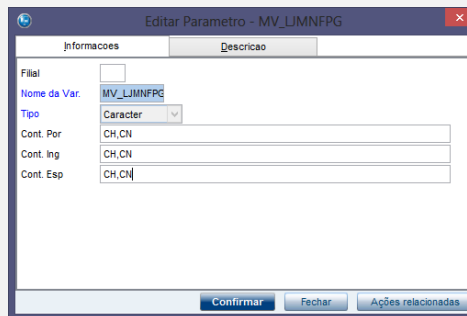 Editar Parametro - MV_LJMNFPG
Informacoes Descricao
Filial
Nome da Var. MV_LJMNFPG
Tipo Caracter
Cont. Por CH,CN
Cont. Ing CH,CN
Cont. Esp CH,CN
Confirmar Fechar Ações relacionadas